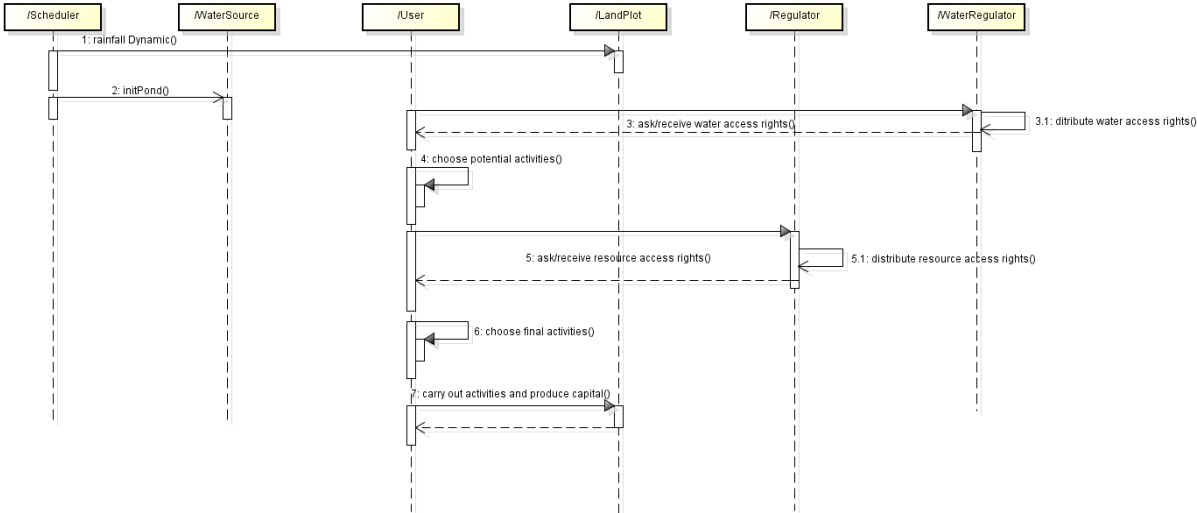 /Scheduler
/WaterSource
/User
/LandPlot
/Regulator
/WaterRegulator
1: rainfall Dynamic()
2: initPond()
3: ask/receive water access rights()
3.1: ditribute water access rights()
4: choose potential activities()
5: ask/receive resource access rights()
5.1: distribute resource access rights()
6: choose final activities()
7: carry out activities and produce capital()